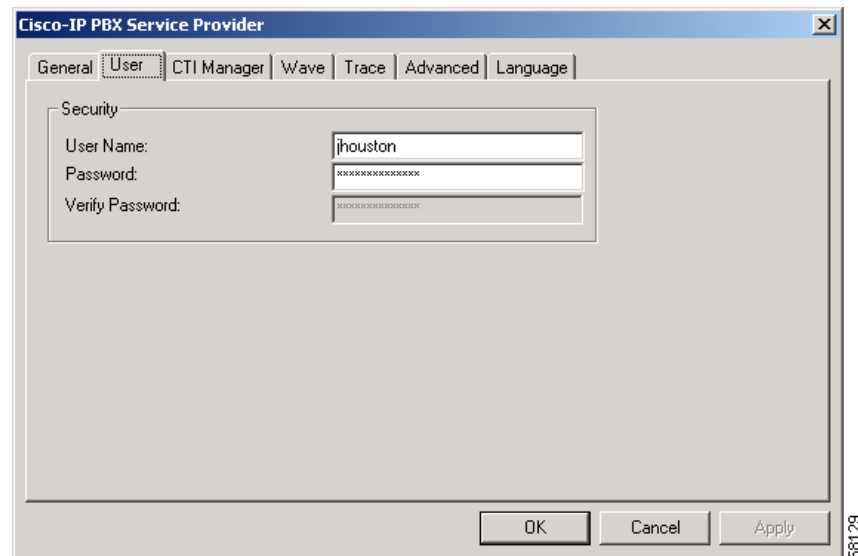 Cisco-IP PBX Service Provider
General User CTI Manager Wave Trace Advanced Language
Security
User Name: jhouston
Password: **************
Verify Password: **************
OK Cancel Apply